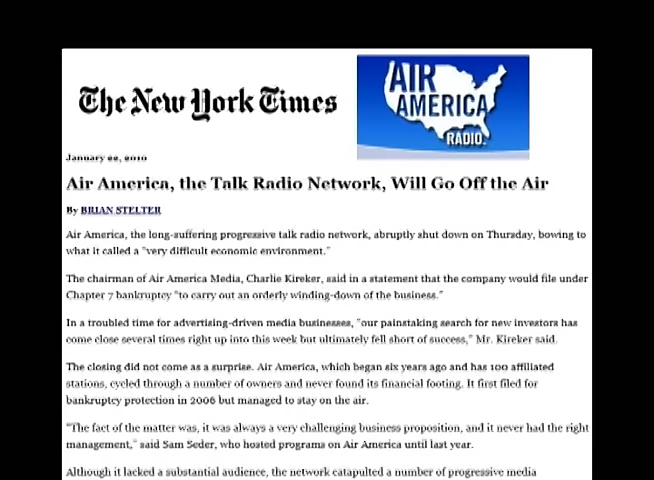 The New York Times
AIR
AMERICA
RADIO.
January 22, 2010
Air America, the Talk Radio Network, Will Go Off the Air
By BRIAN STELTER
Air America, the long-suffering progressive talk radio network, abruptly shut down on Thursday, bowing to
what it called a "very difficult economic environment."
The chairman of Air America Media, Charlie Kireker, said in a statement that the company would file under
Chapter 7 bankruptcy "to carry out an orderly winding-down of the business."
In a troubled time for advertising-driven media businesses, "our painstaking search for new investors has
come close several times right up into this week but ultimately fell short of success," Mr. Kireker said.
The closing did not come as a surprise. Air America, which began six years ago and has 100 affiliated
stations, cycled through a number of owners and never found its financial footing. It first filed for
bankruptcy protection in 2006 but managed to stay on the air.
"The fact of the matter was, it was always a very challenging business proposition, and it never had the right
management," said Sam Seder, who hosted programs on Air America until last year.
Although it lacked a substantial audience, the network catapulted a number of progressive media